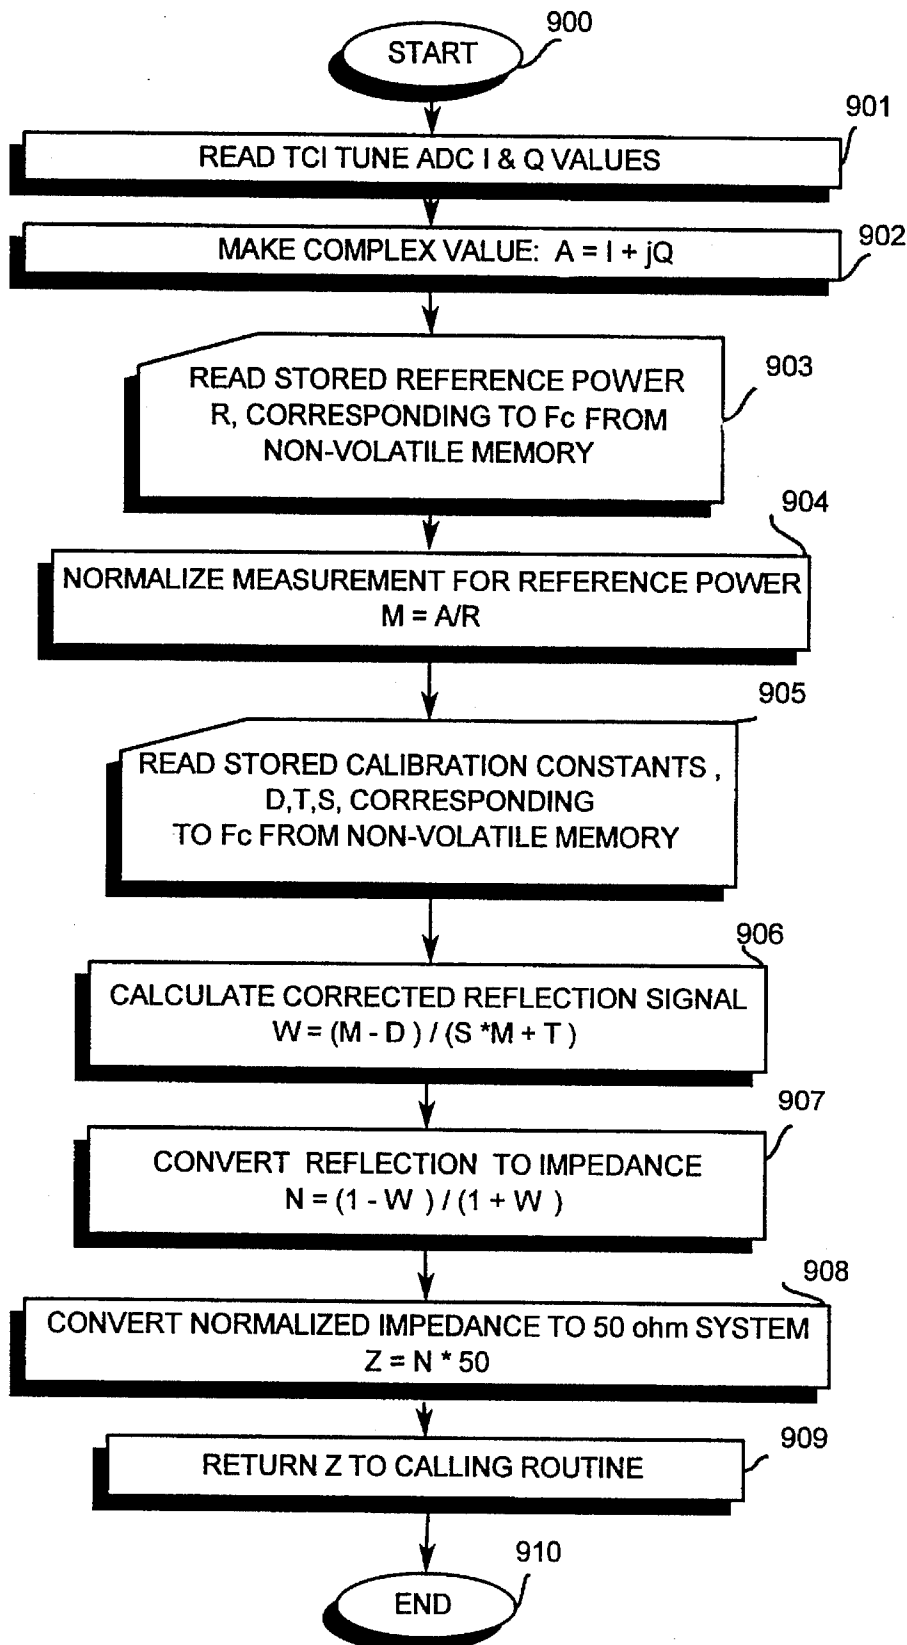 START
900
901
READ TCI TUNE ADC I & Q VALUES
902
MAKE COMPLEX VALUE: A = I + jQ
903
READ STORED REFERENCE POWER
R, CORRESPONDING TO Fc FROM
NON-VOLATILE MEMORY
904
NORMALIZE MEASUREMENT FOR REFERENCE POWER
M = A/R
905
READ STORED CALIBRATION CONSTANTS ,
D,T,S, CORRESPONDING
TO Fc FROM NON-VOLATILE MEMORY
906
CALCULATE CORRECTED REFLECTION SIGNAL
W = (M - D ) / (S *M + T )
907
CONVERT REFLECTION TO IMPEDANCE
N = (1 - W ) / (1 + W )
908
CONVERT NORMALIZED IMPEDANCE TO 50 ohm SYSTEM
Z = N * 50
909
RETURN Z TO CALLING ROUTINE
910
END